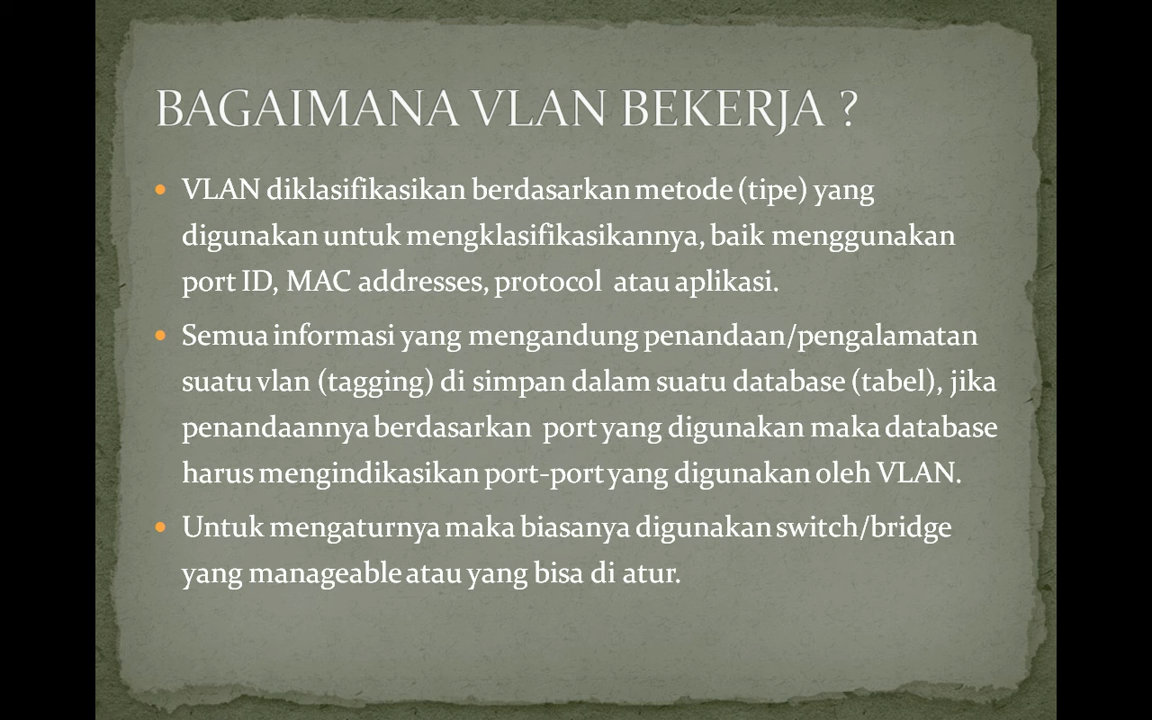 BAGAIMANA VLAN BEKERJA ?
VLAN diklasifikasikan berdasarkan metode (tipe) yang
digunakan untuk mengklasifikasikannya, baik menggunakan
port ID, MAC addresses, protocol atau aplikasi.
Semua informasi yang mengandung penandaan/pengalamatan
suatu vlan (tagging) di simpan dalam suatu database (tabel), jika
penandaannya berdasarkan port yang digunakan maka database
harus mengindikasikan port-port yang digunakan oleh VLAN.
Untuk mengaturnya maka biasanya digunakan switch/bridge
yang manageable atau yang bisa di atur.